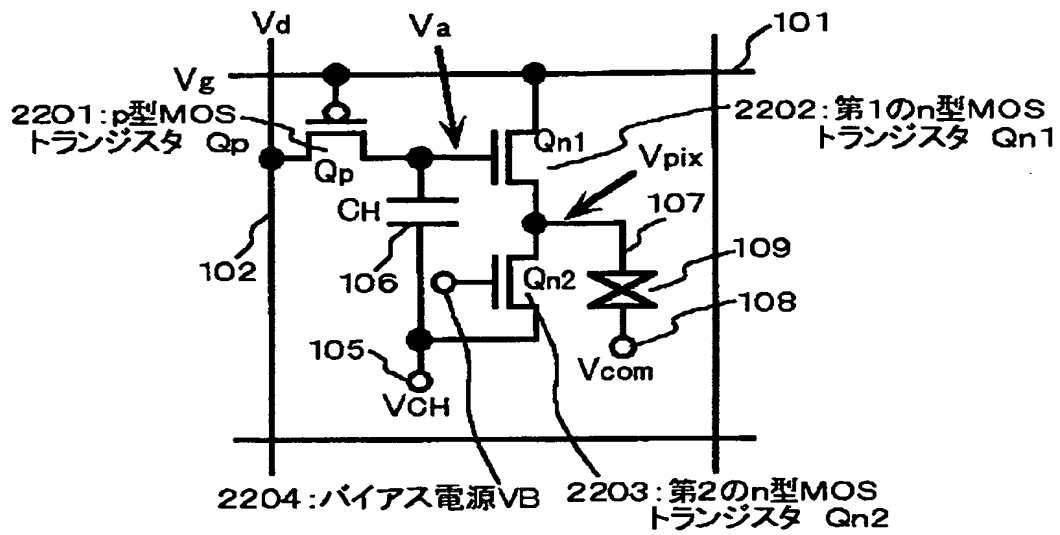 Vd
Va
101
Vg
2201:p型MOS
トランジスタ Qp
2202:第1のn型MOS
トランジスタ Qn1
Qn1
Qp
Vpix
107
CH
109
102
106
Qn2
108
105
Vcom
VCH
2204:バイアス電源VB
2203:第2のn型MOS
トランジスタ Qn2